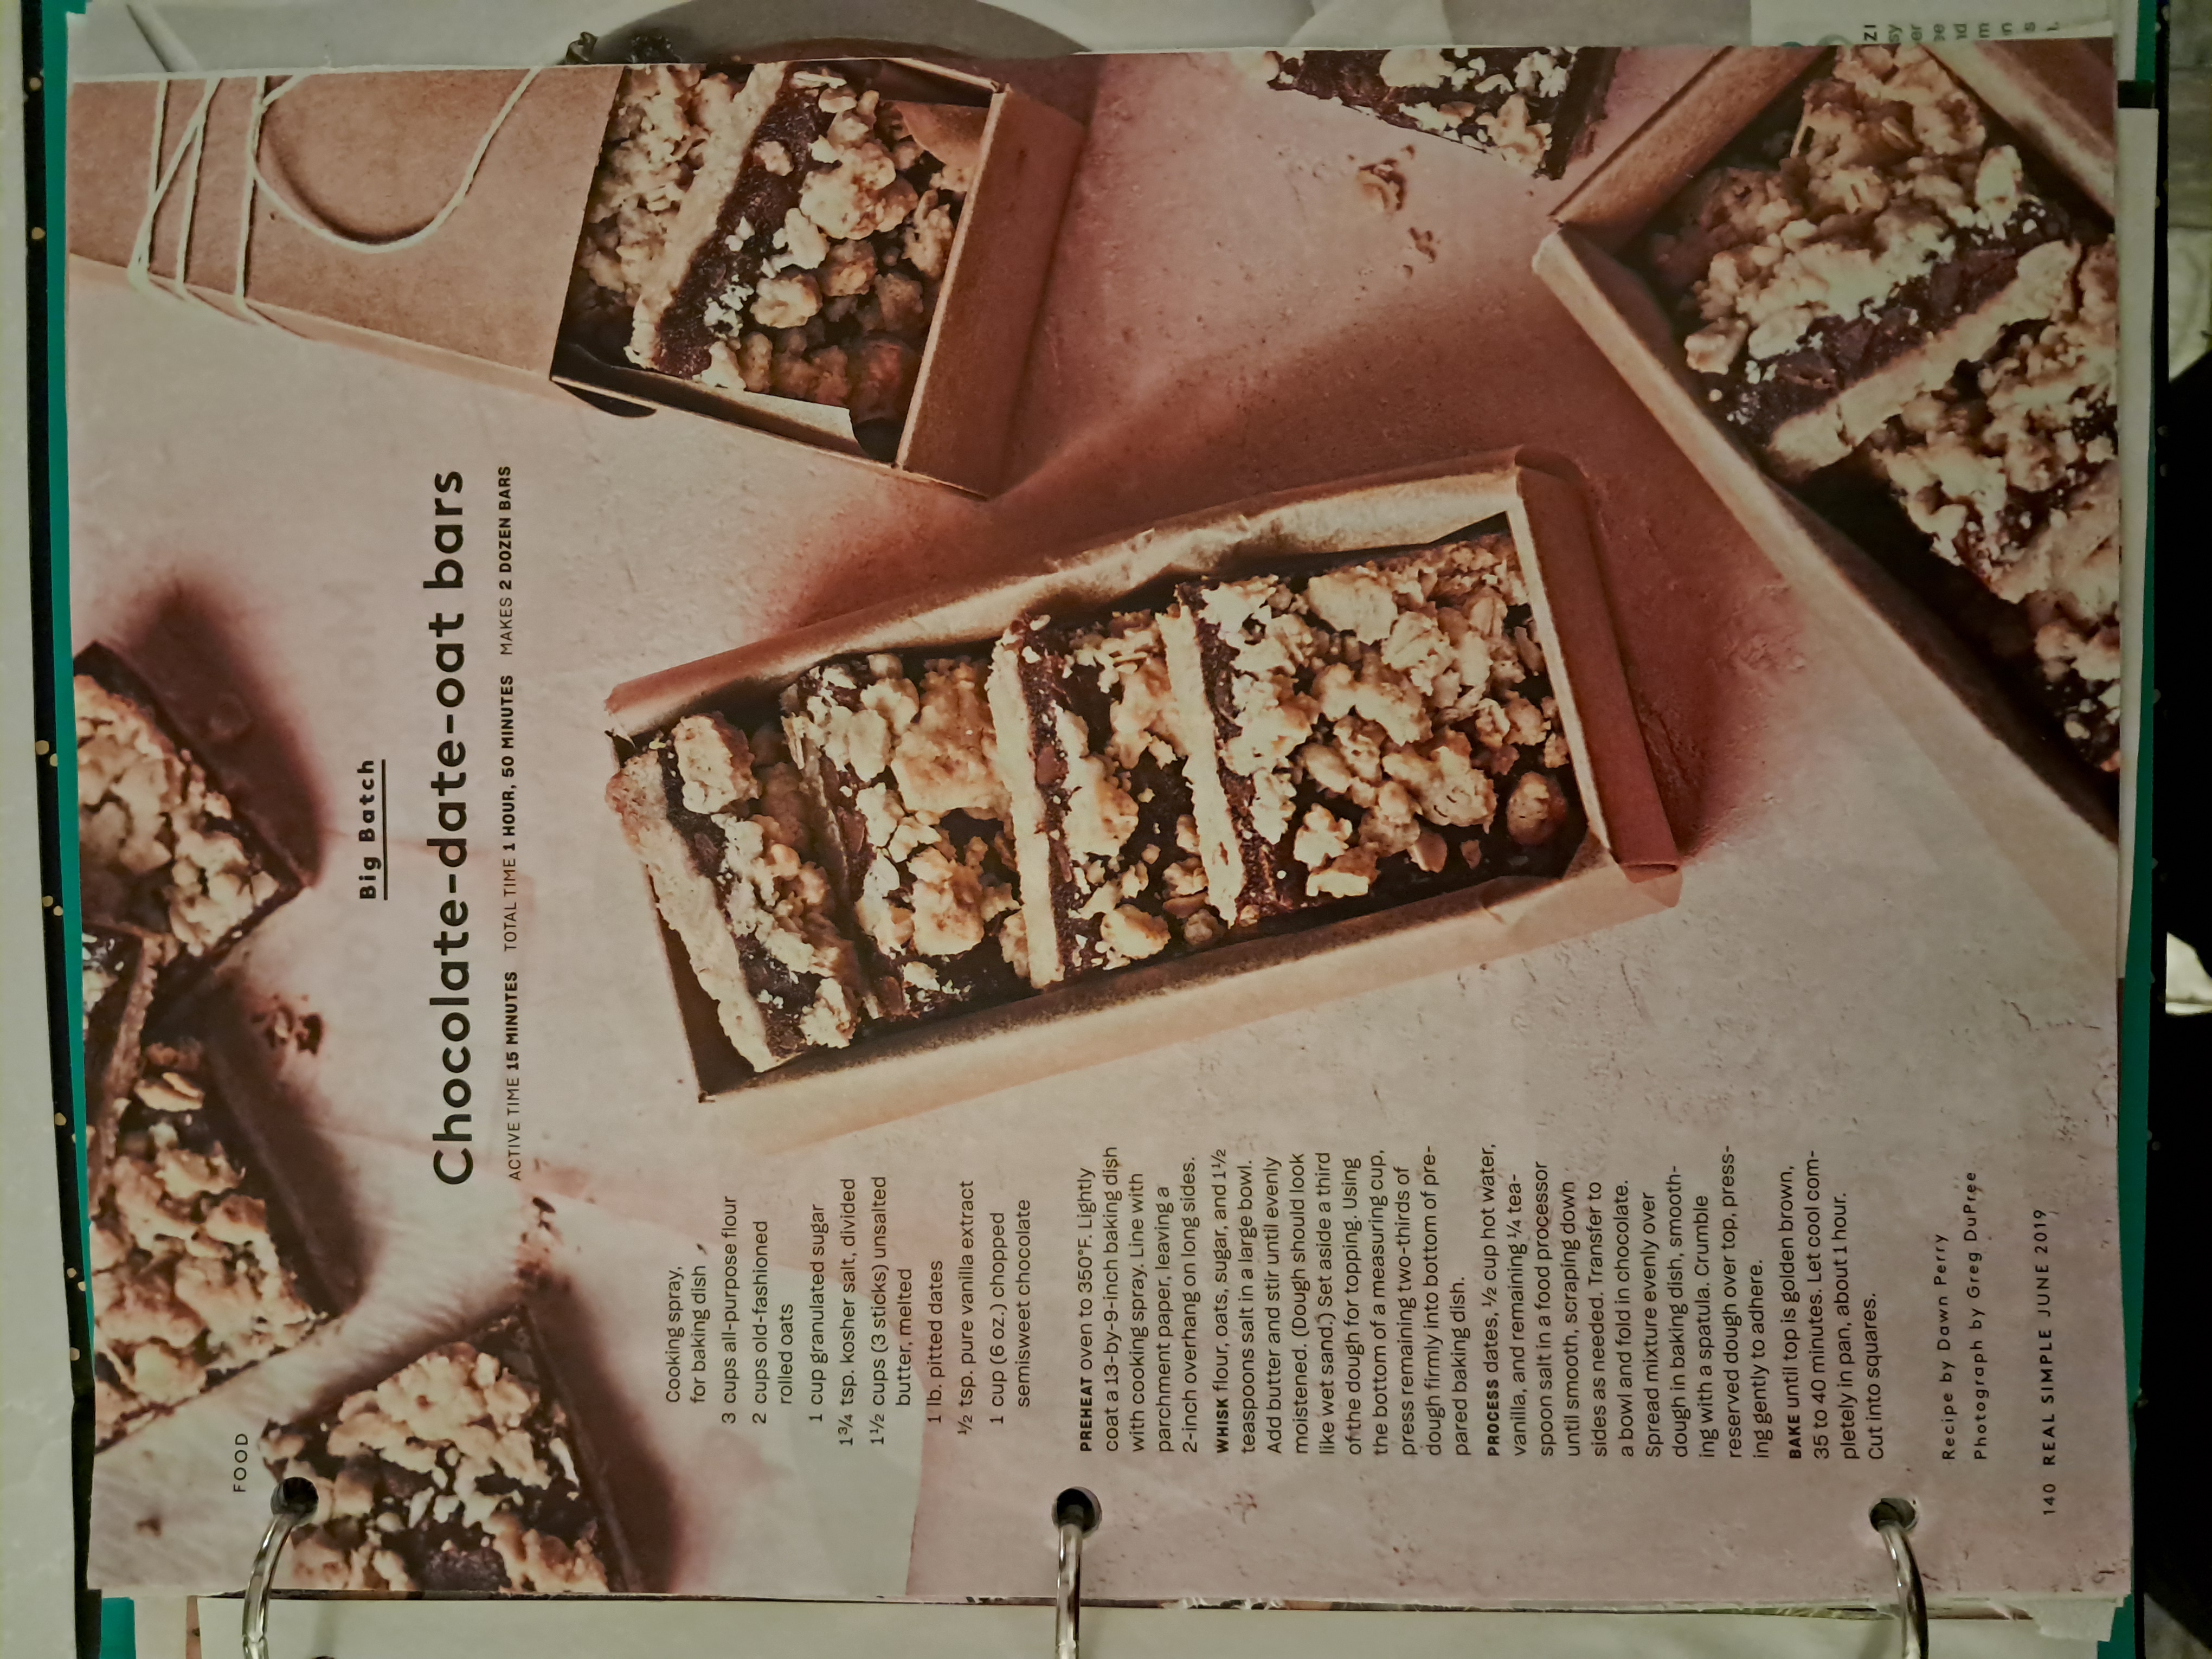 FOOD
Big Batch
Chocolate-date-oat bars
ACTIVE TIME 15 MINUTES TOTAL TIME 1 HOUR, 50 MINUTES MAKES 2 DOZEN BARS
Cooking spray,
for baking dish
3 cups all-purpose flour
2 cups old-fashioned
rolled oats
1 cup granulated sugar
1¾ tsp. kosher salt, divided
1½ cups (3 sticks) unsalted
butter, melted
1 lb. pitted dates
½ tsp. pure vanilla extract
1 cup (6 oz.) chopped
semisweet chocolate
PREHEAT oven to 350°F. Lightly
coat a 13-by-9-inch baking dish
with cooking spray. Line with
parchment paper, leaving a
2-inch overhang on long sides.
WHISK flour, oats, sugar, and 1½
teaspoons salt in a large bowl.
Add butter and stir until evenly
moistened. (Dough should look
like wet sand.) Set aside a third
of the dough for topping. Using
the bottom of a measuring cup,
press remaining two-thirds of
dough firmly into bottom of pre-
pared baking dish.
PROCESS dates, ½ cup hot water,
vanilla, and remaining ¼ tea-
spoon salt in a food processor
until smooth, scraping down
sides as needed. Transfer to
a bowl and fold in chocolate.
Spread mixture evenly over
dough in baking dish, smooth-
ing with a spatula. Crumble
reserved dough over top, press-
ing gently to adhere.
BAKE until top is golden brown,
35 to 40 minutes. Let cool com-
pletely in pan, about 1 hour.
Cut into squares.
Recipe by Dawn Perry
Photograph by Greg DuPree
140 REAL SIMPLE JUNE 2019